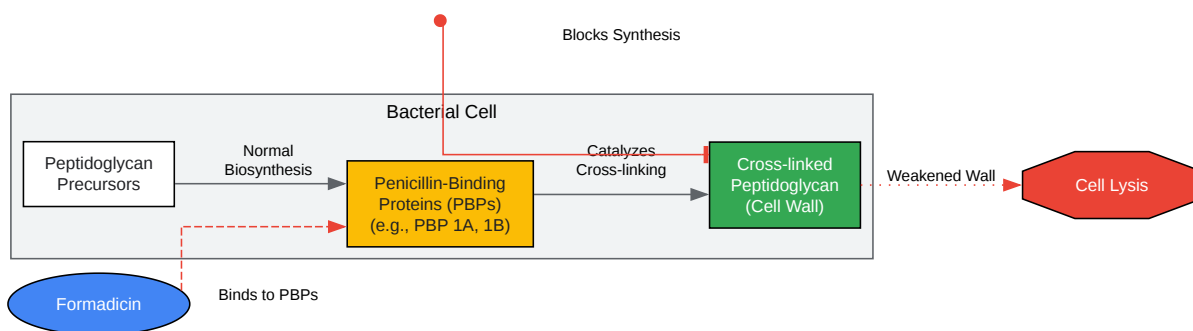 Blocks Synthesis
Bacterial Cell
Peptidoglycan
Precursors
Normal
Biosynthesis
Penicillin-Binding
Proteins (PBPs)
(e.g., PBP 1A, 1B)
Catalyzes
Cross-linking
Cross-linked
Peptidoglycan
(Cell Wall)
Weakened Wall
Cell Lysis
Formadicin
Binds to PBPs